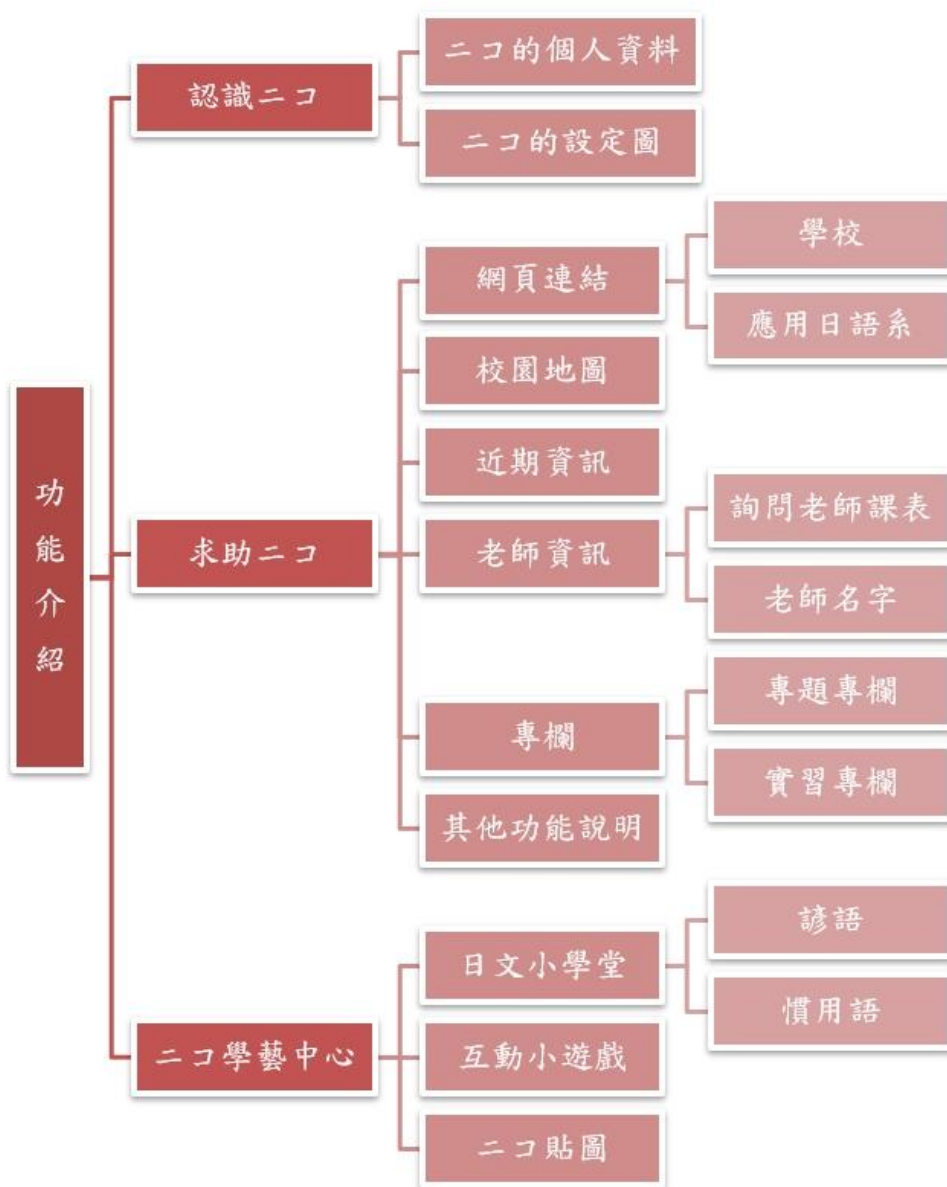 功能介紹
認識ニコ
ニコ的個人資料
ニコ的設定圖
求助ニコ
網頁連結
學校
應用日語系
校園地圖
近期資訊
老師資訊
詢問老師課表
老師名字
專欄
專題專欄
實習專欄
其他功能說明
ニコ學藝中心
日文小學堂
諺語
慣用語
互動小遊戲
ニコ貼圖